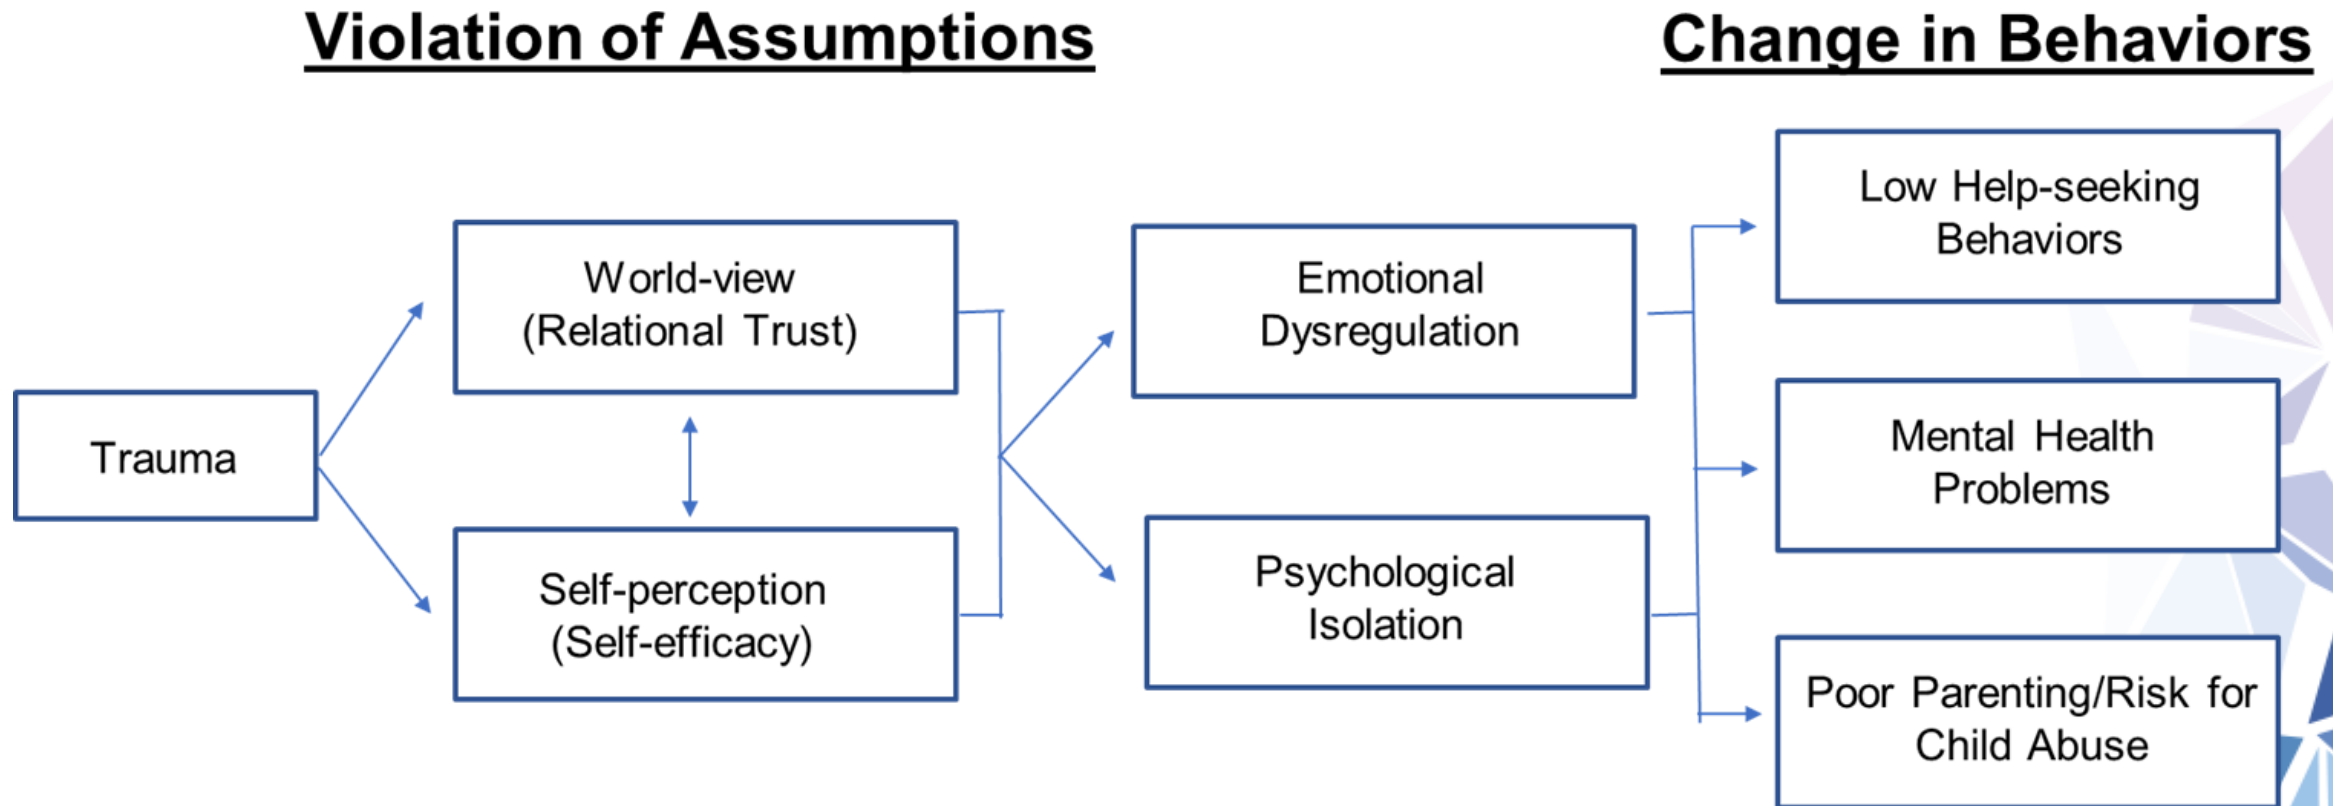 Violation of Assumptions
Change in Behaviors
Trauma
World-view
(Relational Trust)
Self-perception
(Self-efficacy)
Emotional
Dysregulation
Psychological
Isolation
Low Help-seeking
Behaviors
Mental Health
Problems
Poor Parenting/Risk for
Child Abuse